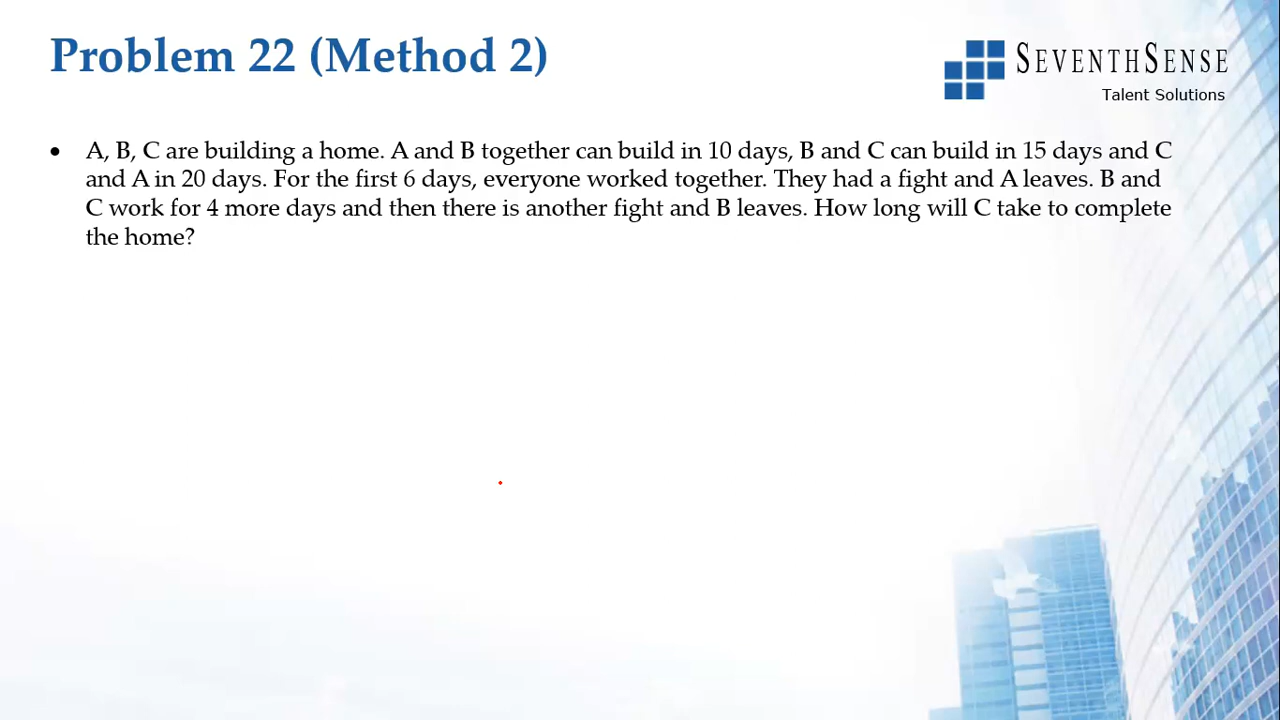 Problem 22 (Method 2)
SEVENTHSENSE
Talent Solutions
• A, B, C are building a home. A and B together can build in 10 days, B and C can build in 15 days and C
and A in 20 days. For the first 6 days, everyone worked together. They had a fight and A leaves. B and
C work for 4 more days and then there is another fight and B leaves. How long will C take to complete
the home?